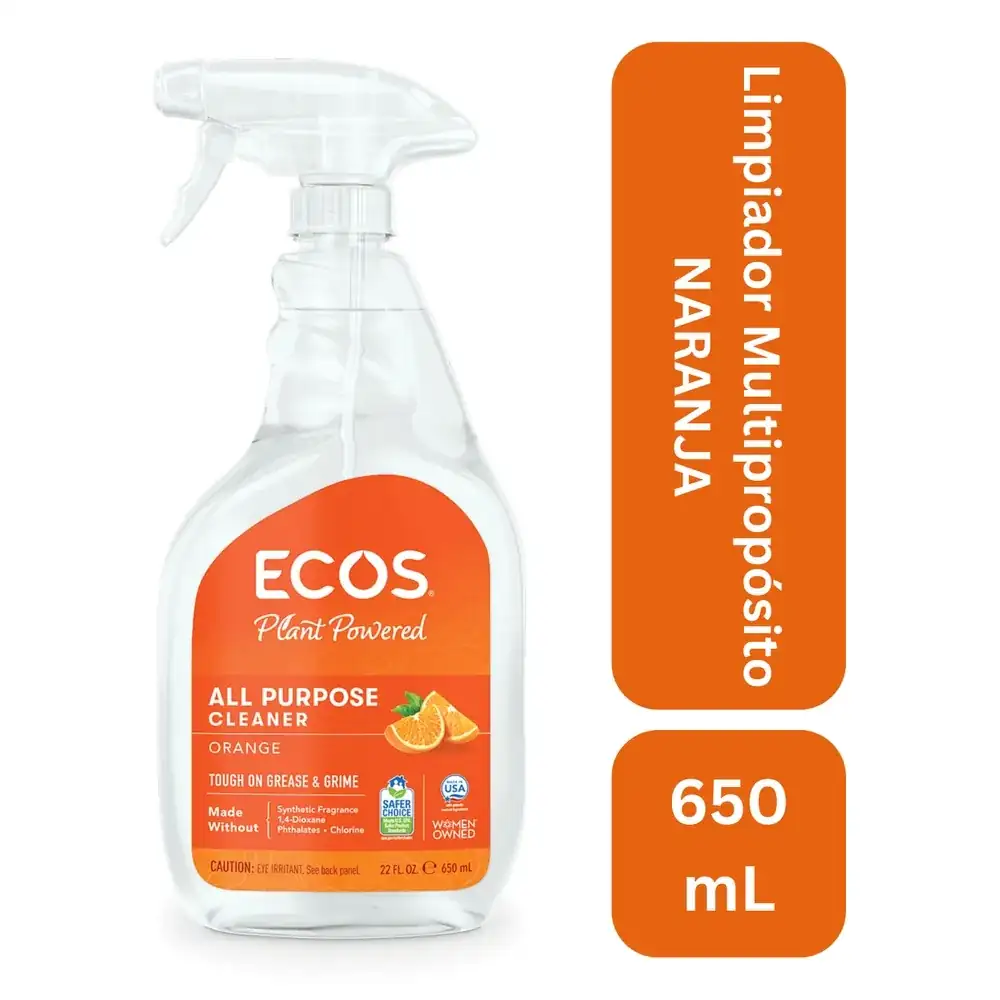 ECOS®
Plant Powered
ALL PURPOSE
CLEANER
ORANGE
TOUGH ON GREASE & GRIME
Made
Without
Synthetic Fragrance
1,4-Dioxane
Phthalates • Chlorine
SAFER
CHOICE
MADE IN
USA
WOMEN
OWNED
CAUTION: EYE IRRITANT. See back panel.
22 FL. OZ. ℮ 650 mL
Limpiador Multipropósito
NARANJA
650
mL